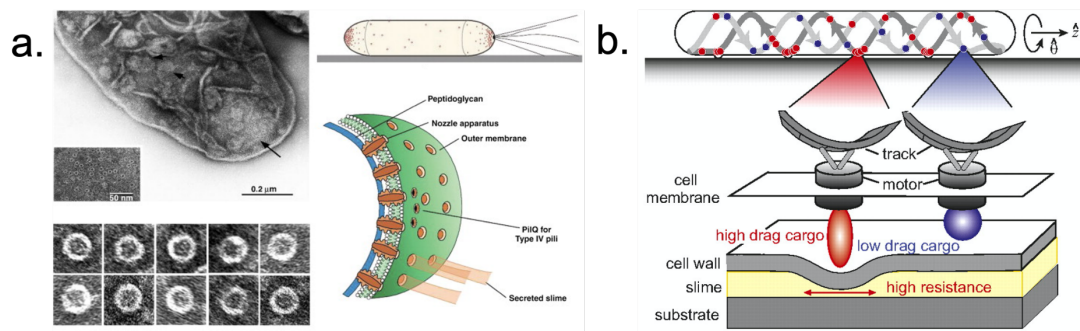 a.
0.2 μm
50 nm
Peptidoglycan
Nozzle apparatus
Outer membrane
PilQ for
Type IV pili
Secreted slime
b.
ẑ
θ̂
track
cell
membrane
motor
high drag cargo
low drag cargo
cell wall
slime
high resistance
substrate